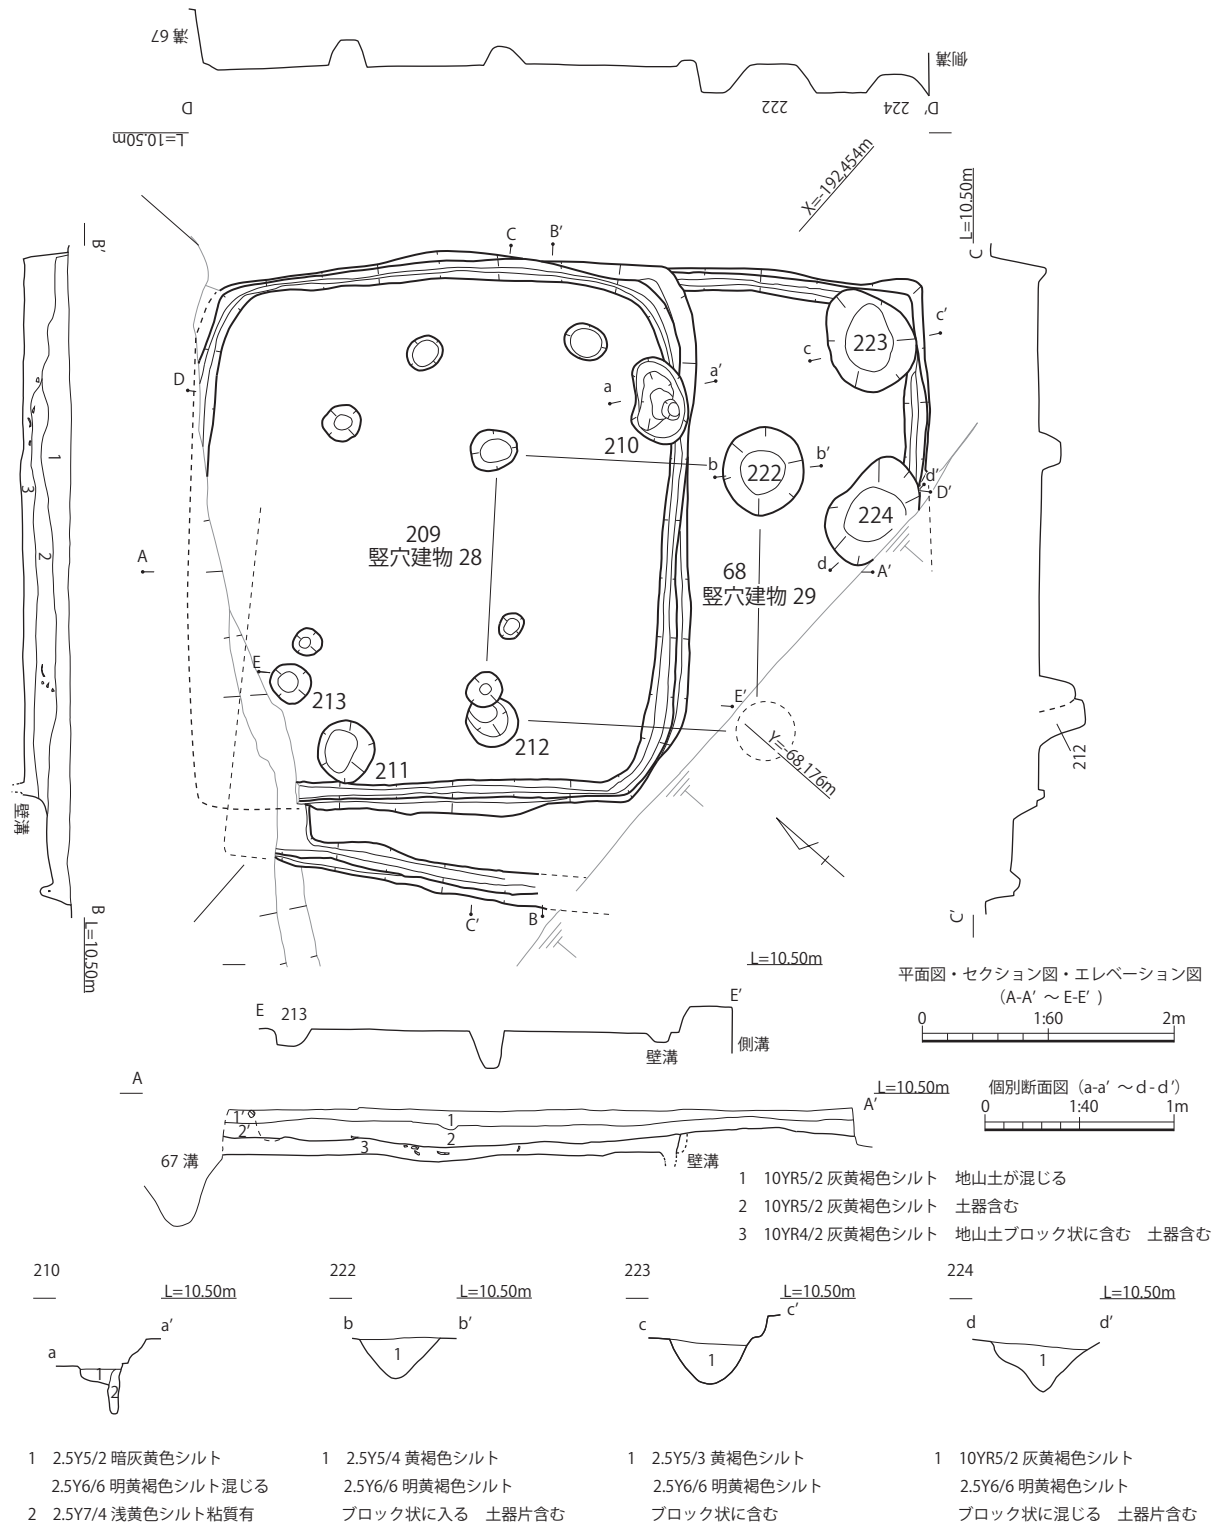 溝 67
側溝
222
224
D
D'
L=10.50m
X=-192,454m
L=10.50m
B'
C
B'
C
c'
c
223
D
a
a'
210
b
222
b'
d'
D'
224
1
3
2
209
竪穴建物 28
A
d
A'
68
竪穴建物 29
E
213
E'
212
Y=-68,176m
211
212
壁溝
B
L=10.50m
C'
B
C'
L=10.50m
平面図・セクション図・エレベーション図
（A-A' ～ E-E' )
0 1:60 2m
E 213
E'
壁溝
側溝
A
L=10.50m
A'
個別断面図（a-a' ～ d-d'）
0 1:40 1m
1'
2'
1
2
3
67 溝
壁溝
1 10YR5/2 灰黄褐色シルト 地山土が混じる
2 10YR5/2 灰黄褐色シルト 土器含む
3 10YR4/2 灰黄褐色シルト 地山土ブロック状に含む 土器含む
210
L=10.50m
a
a'
1
2
222
L=10.50m
b
b'
1
223
L=10.50m
c
c'
1
224
L=10.50m
d
d'
1
1 2.5Y5/2 暗灰黄色シルト
2.5Y6/6 明黄褐色シルト混じる
2 2.5Y7/4 浅黄色シルト粘質有
1 2.5Y5/4 黄褐色シルト
2.5Y6/6 明黄褐色シルト
ブロック状に入る 土器片含む
1 2.5Y5/3 黄褐色シルト
2.5Y6/6 明黄褐色シルト
ブロック状に含む
1 10YR5/2 灰黄褐色シルト
2.5Y6/6 明黄褐色シルト
ブロック状に混じる 土器片含む